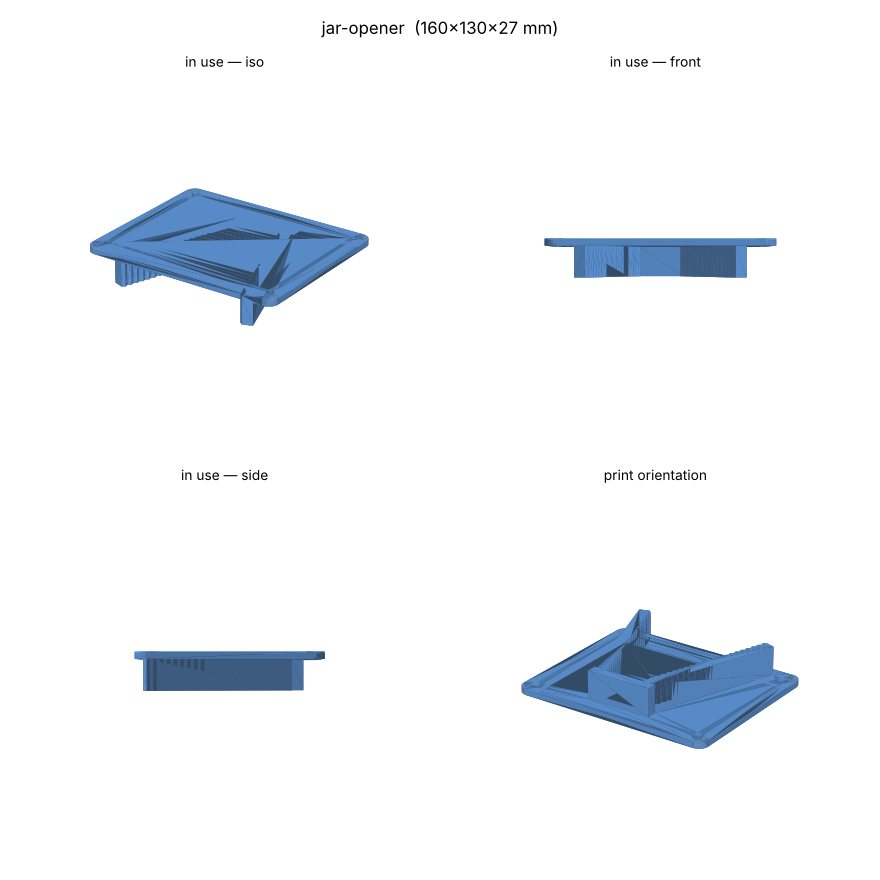 jar-opener (160×130×27 mm)
in use — iso
in use — front
in use — side
print orientation